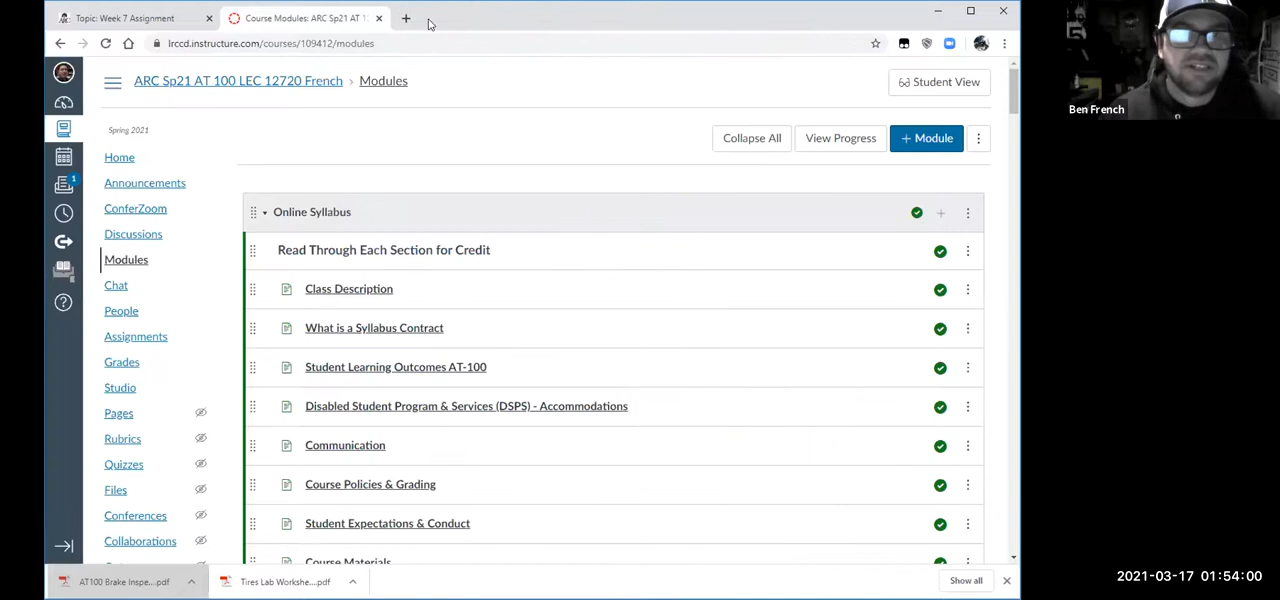 Topic: Week 7 Assignment
Course Modules: ARC Sp21 AT 1
lrccd.instructure.com/courses/109412/modules
Ben French
ARC Sp21 AT 100 LEC 12720 French › Modules
Student View
Spring 2021
Collapse All
View Progress
+ Module
Home
Announcements
ConferZoom
Discussions
Modules
Chat
People
Assignments
Grades
Studio
Pages
Rubrics
Quizzes
Files
Conferences
Collaborations
1
Online Syllabus
Read Through Each Section for Credit
Class Description
What is a Syllabus Contract
Student Learning Outcomes AT-100
Disabled Student Program & Services (DSPS) - Accommodations
Communication
Course Policies & Grading
Student Expectations & Conduct
Course Materials
AT100 Brake Inspe....pdf
Tires Lab Workshe....pdf
Show all
2021-03-17 01:54:00